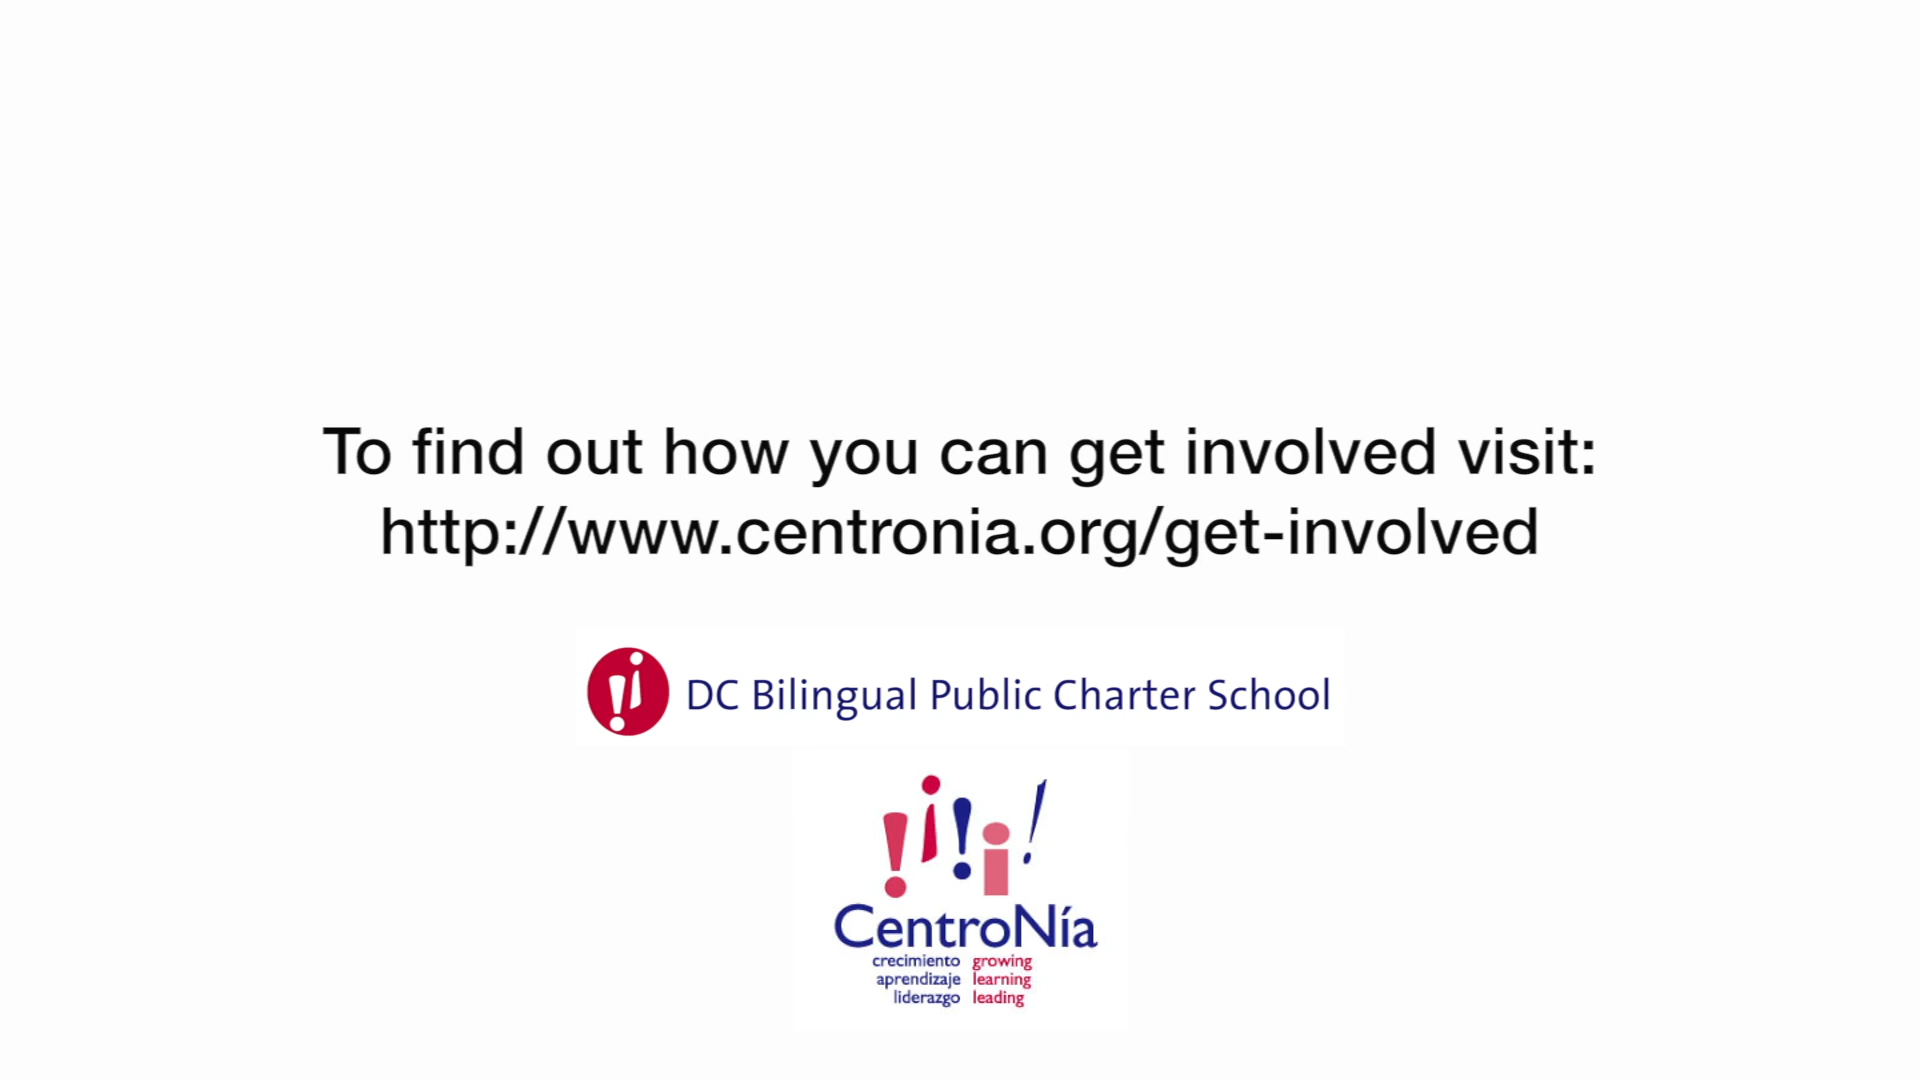 To find out how you can get involved visit:
http://www.centronia.org/get-involved
DC Bilingual Public Charter School
CentroNía
crecimiento growing
aprendizaje learning
liderazgo leading